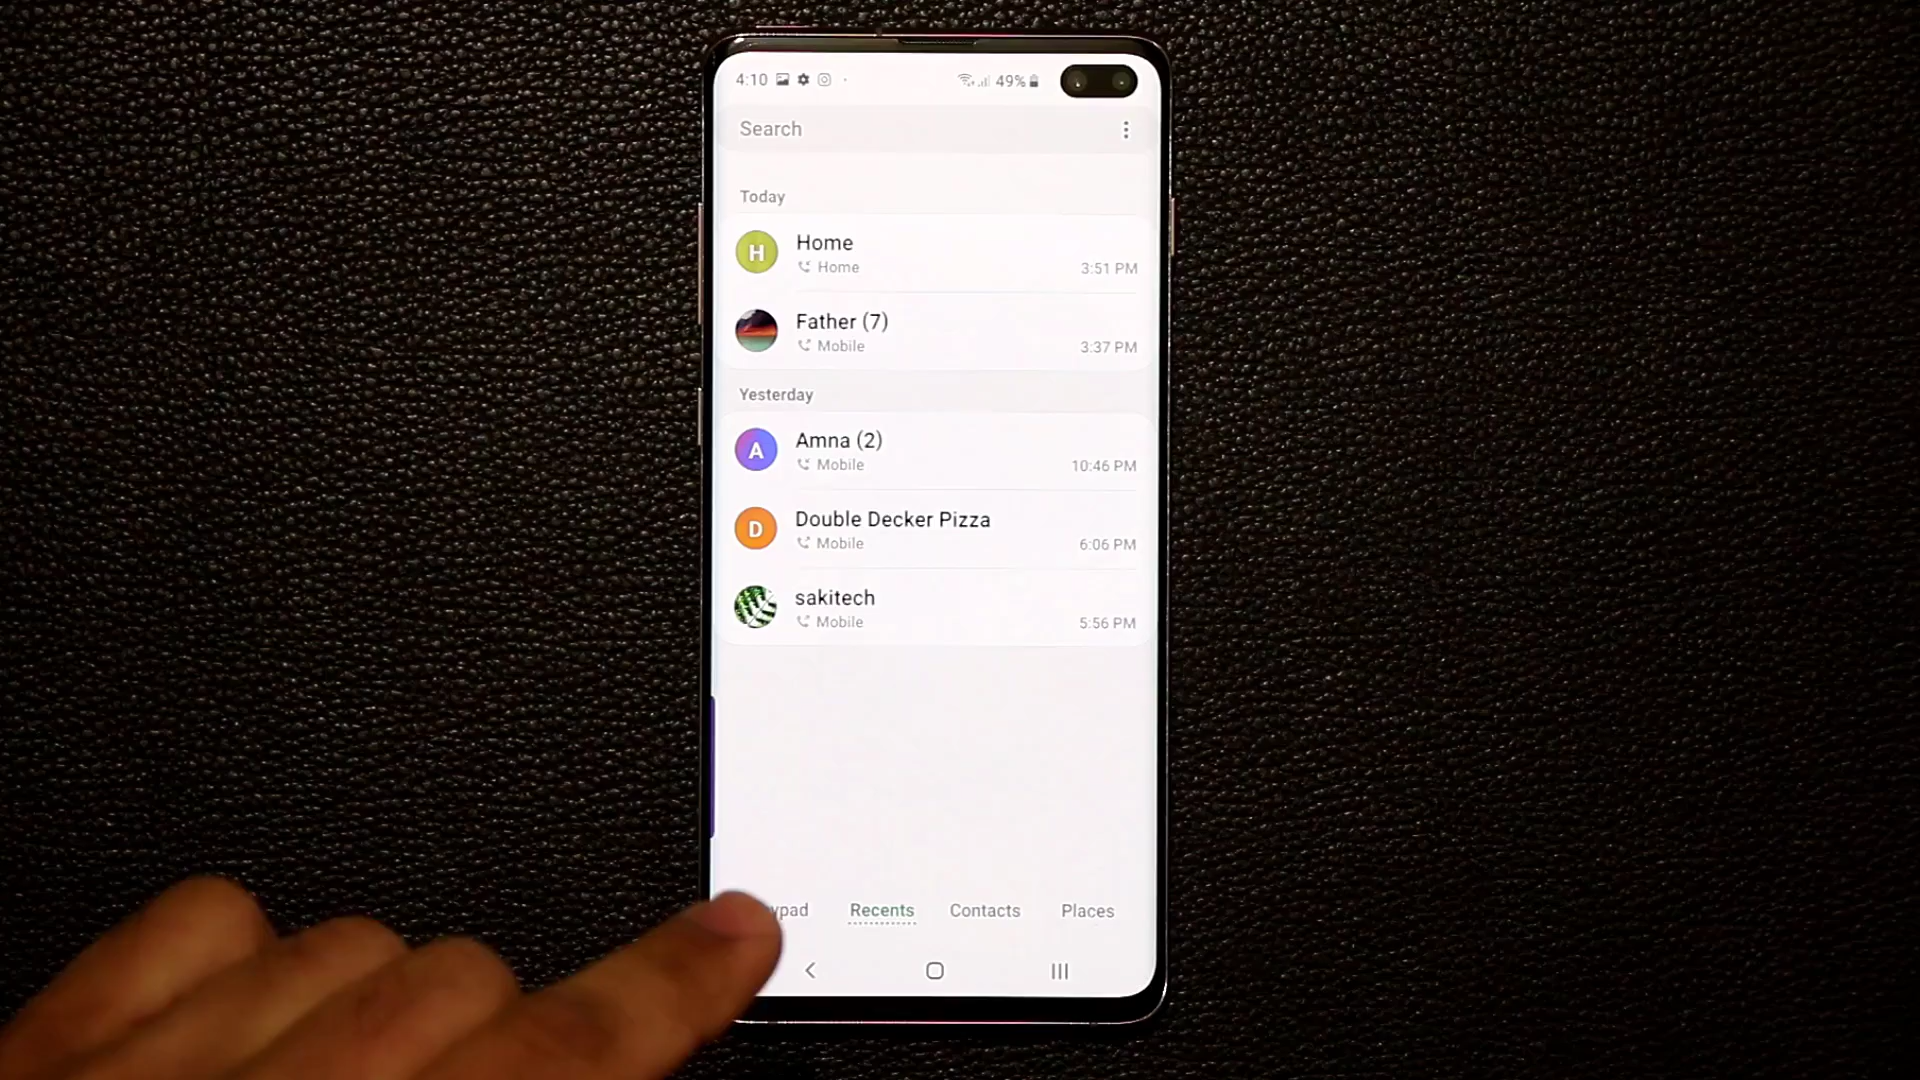 4:10 49%
Search
Today
H Home
Home 3:51 PM
Father (7)
Mobile 3:37 PM
Yesterday
A Amna (2)
Mobile 10:46 PM
D Double Decker Pizza
Mobile 6:06 PM
sakitech
Mobile 5:56 PM
ypad Recents Contacts Places